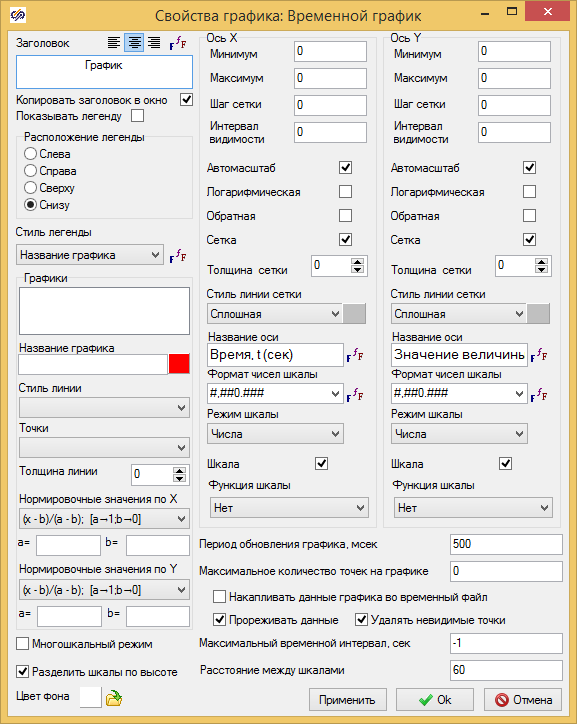 Свойства графика: Временной график
Заголовок
График
Копировать заголовок в окно
Показывать легенду
Расположение легенды
Слева
Справа
Сверху
Снизу
Стиль легенды
Название графика
Графики
Название графика
Стиль линии
Точки
Толщина линии
0
Нормировочные значения по X
(x - b)/(a - b); [a→1;b→0]
a=
b=
Нормировочные значения по Y
(x - b)/(a - b); [a→1;b→0]
a=
b=
Многошкальный режим
Разделить шкалы по высоте
Цвет фона
Ось X
Минимум
0
Максимум
0
Шаг сетки
0
Интервал
видимости
0
Автомасштаб
Логарифмическая
Обратная
Сетка
Толщина сетки
0
Стиль линии сетки
Сплошная
Название оси
Время, t (сек)
Формат чисел шкалы
#,##0.###
Режим шкалы
Числа
Шкала
Функция шкалы
Нет
Ось Y
Минимум
0
Максимум
0
Шаг сетки
0
Интервал
видимости
0
Автомасштаб
Логарифмическая
Обратная
Сетка
Толщина сетки
0
Стиль линии сетки
Сплошная
Название оси
Значение величины
Формат чисел шкалы
#,##0.###
Режим шкалы
Числа
Шкала
Функция шкалы
Нет
Период обновления графика, мсек
500
Максимальное количество точек на графике
0
Накапливать данные графика во временный файл
Прореживать данные
Удалять невидимые точки
Максимальный временной интервал, сек
-1
Расстояние между шкалами
60
Применить
Ok
Отмена